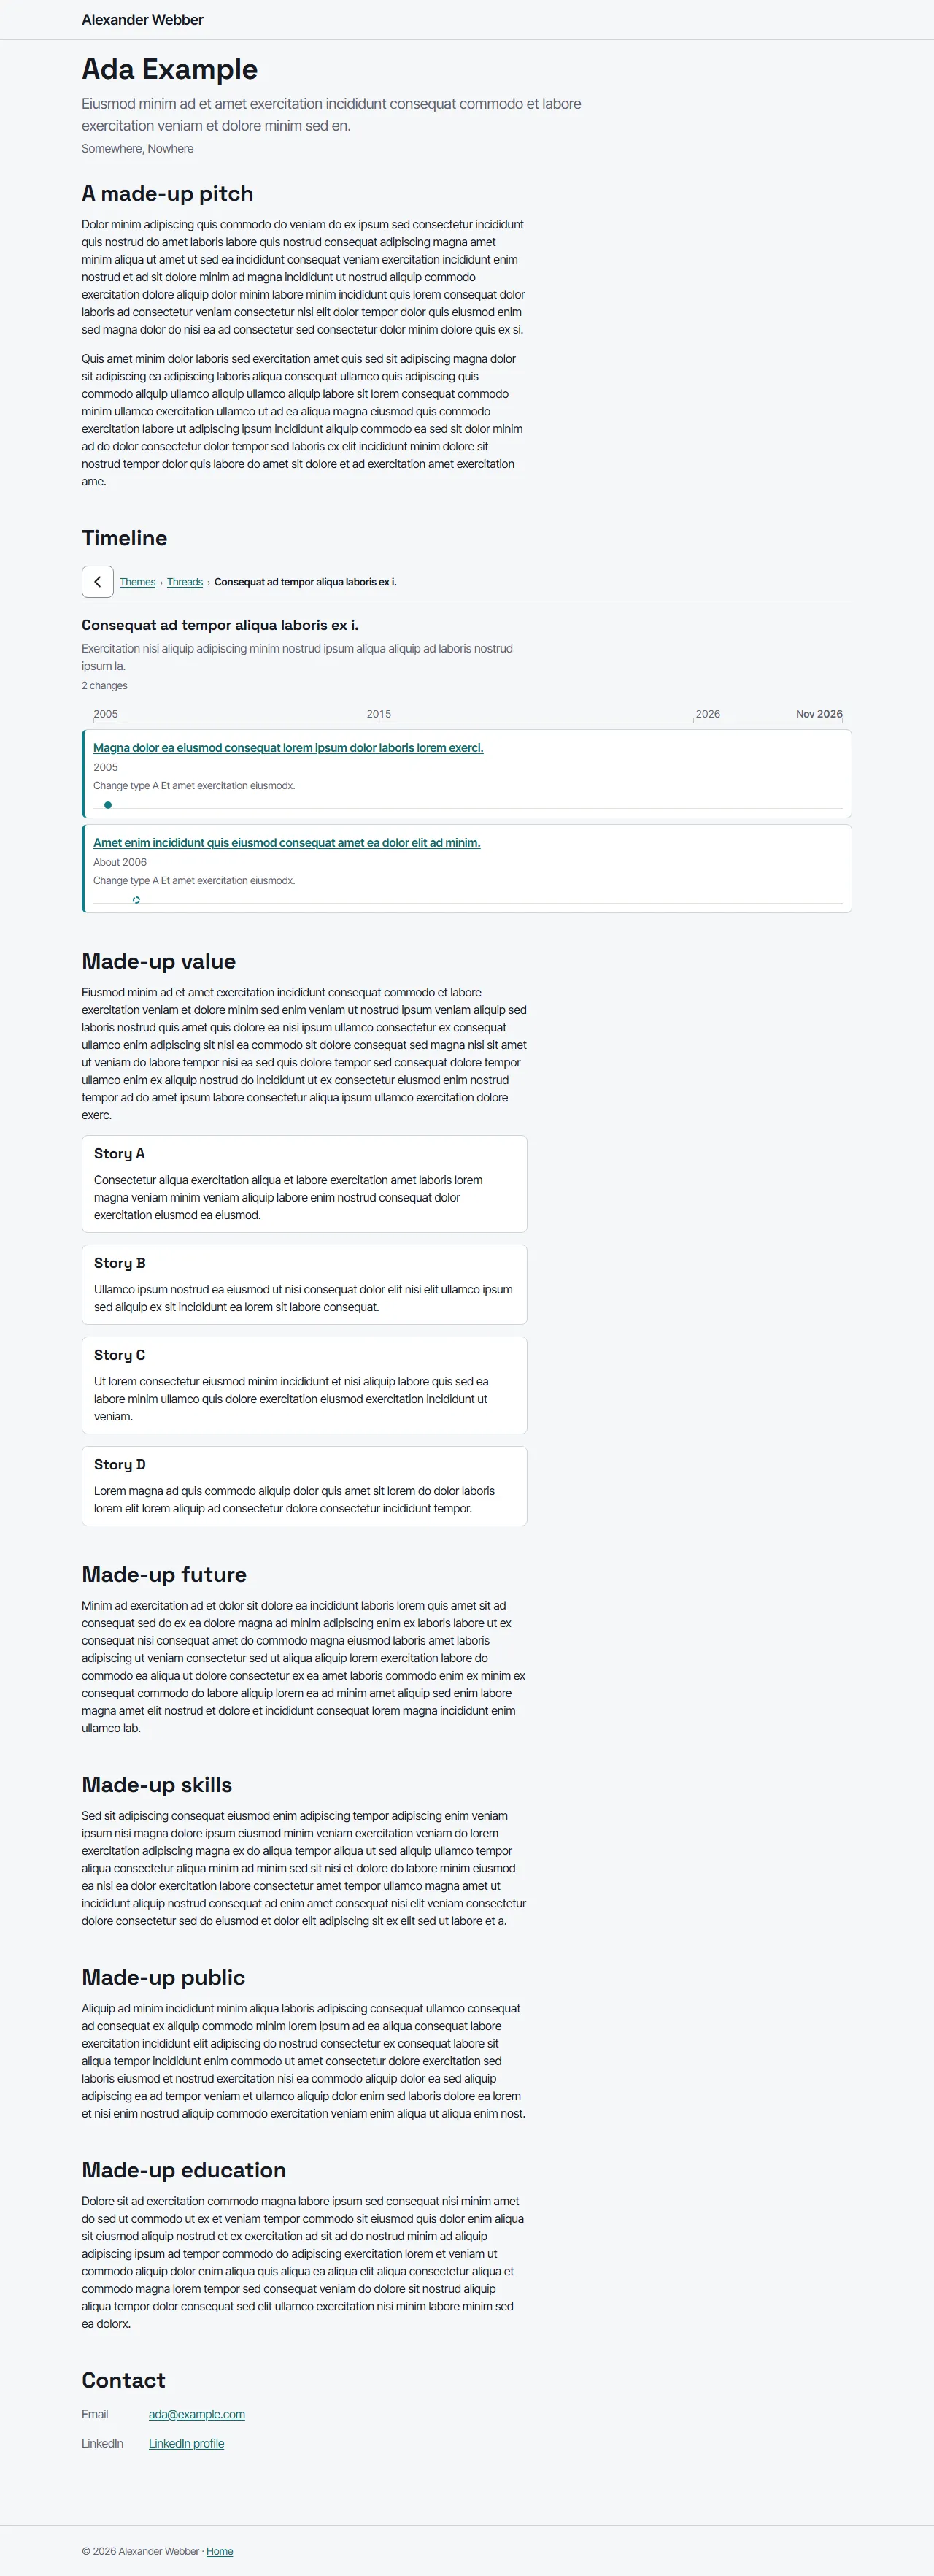 Alexander Webber
Ada Example
Eiusmod minim ad et amet exercitation incididunt consequat commodo et labore
exercitation veniam et dolore minim sed en.
Somewhere, Nowhere
A made-up pitch
Dolor minim adipiscing quis commodo do veniam do ex ipsum sed consectetur incididunt
quis nostrud do amet laboris labore quis nostrud consequat adipiscing magna amet
minim aliqua ut amet ut sed ea incididunt consequat veniam exercitation incididunt enim
nostrud et ad sit dolore minim ad magna incididunt ut nostrud aliquip commodo
exercitation dolore aliquip dolor minim labore minim incididunt quis lorem consequat dolor
laboris ad consectetur veniam consectetur nisi elit dolor tempor dolor quis eiusmod enim
sed magna dolor do nisi ea ad consectetur sed consectetur dolor minim dolore quis ex si.
Quis amet minim dolor laboris sed exercitation amet quis sed sit adipiscing magna dolor
sit adipiscing ea adipiscing laboris aliqua consequat ullamco quis adipiscing quis
commodo aliquip ullamco aliquip ullamco aliquip labore sit lorem consequat commodo
minim ullamco exercitation ullamco ut ad ea aliqua magna eiusmod quis commodo
exercitation labore ut adipiscing ipsum incididunt aliquip commodo ea sed sit dolor minim
ad do dolor consectetur dolor tempor sed laboris ex elit incididunt minim dolore sit
nostrud tempor dolor quis labore do amet sit dolore et ad exercitation amet exercitation
ame.
Timeline
Themes › Threads › Consequat ad tempor aliqua laboris ex i.
Consequat ad tempor aliqua laboris ex i.
Exercitation nisi aliquip adipiscing minim nostrud ipsum aliqua aliquip ad laboris nostrud
ipsum la.
2 changes
2005 2015 2026 Nov 2026
Magna dolor ea eiusmod consequat lorem ipsum dolor laboris lorem exerci.
2005
Change type A Et amet exercitation eiusmodx.
Amet enim incididunt quis eiusmod consequat amet ea dolor elit ad minim.
About 2006
Change type A Et amet exercitation eiusmodx.
Made-up value
Eiusmod minim ad et amet exercitation incididunt consequat commodo et labore
exercitation veniam et dolore minim sed enim veniam ut nostrud ipsum veniam aliquip sed
laboris nostrud quis amet quis dolore ea nisi ipsum ullamco consectetur ex consequat
ullamco enim adipiscing sit nisi ea commodo sit dolore consequat sed magna nisi sit amet
ut veniam do labore tempor nisi ea sed quis dolore tempor sed consequat dolore tempor
ullamco enim ex aliquip nostrud do incididunt ut ex consectetur eiusmod enim nostrud
tempor ad do amet ipsum labore consectetur aliqua ipsum ullamco exercitation dolore
exerc.
Story A
Consectetur aliqua exercitation aliqua et labore exercitation amet laboris lorem
magna veniam minim veniam aliquip labore enim nostrud consequat dolor
exercitation eiusmod ea eiusmod.
Story B
Ullamco ipsum nostrud ea eiusmod ut nisi consequat dolor elit nisi elit ullamco ipsum
sed aliquip ex sit incididunt ea lorem sit labore consequat.
Story C
Ut lorem consectetur eiusmod minim incididunt et nisi aliquip labore quis sed ea
labore minim ullamco quis dolore exercitation eiusmod exercitation incididunt ut
veniam.
Story D
Lorem magna ad quis commodo aliquip dolor quis amet sit lorem do dolor laboris
lorem elit lorem aliquip ad consectetur dolore consectetur incididunt tempor.
Made-up future
Minim ad exercitation ad et dolor sit dolore ea incididunt laboris lorem quis amet sit ad
consequat sed do ex ea dolore magna ad minim adipiscing enim ex laboris labore ut ex
consequat nisi consequat amet do commodo magna eiusmod laboris amet laboris
adipiscing ut veniam consectetur sed ut aliqua aliquip lorem exercitation labore do
commodo ea aliqua ut dolore consectetur ex ea amet laboris commodo enim ex minim ex
consequat commodo do labore aliquip lorem ea ad minim amet aliquip sed enim labore
magna amet elit nostrud et dolore et incididunt consequat lorem magna incididunt enim
ullamco lab.
Made-up skills
Sed sit adipiscing consequat eiusmod enim adipiscing tempor adipiscing enim veniam
ipsum nisi magna dolore ipsum eiusmod minim veniam exercitation veniam do lorem
exercitation adipiscing magna ex do aliqua tempor aliqua ut sed aliquip ullamco tempor
aliqua consectetur aliqua minim ad minim sed sit nisi et dolore do labore minim eiusmod
ea nisi ea dolor exercitation labore consectetur amet tempor ullamco magna amet ut
incididunt aliquip nostrud consequat ad enim amet consequat nisi elit veniam consectetur
dolore consectetur sed do eiusmod et dolor elit adipiscing sit ex elit sed ut labore et a.
Made-up public
Aliquip ad minim incididunt minim aliqua laboris adipiscing consequat ullamco consequat
ad consequat ex aliquip commodo minim lorem ipsum ad ea aliqua consequat labore
exercitation incididunt elit adipiscing do nostrud consectetur ex consequat labore sit
aliqua tempor incididunt enim commodo ut amet consectetur dolore exercitation sed
laboris eiusmod et nostrud exercitation nisi ea commodo aliquip dolor ea sed aliquip
adipiscing ea ad tempor veniam et ullamco aliquip dolor enim sed laboris dolore ea lorem
et nisi enim nostrud aliquip commodo exercitation veniam enim aliqua ut aliqua enim nost.
Made-up education
Dolore sit ad exercitation commodo magna labore ipsum sed consequat nisi minim amet
do sed ut commodo ut ex et veniam tempor commodo sit eiusmod quis dolor enim aliqua
sit eiusmod aliquip nostrud et ex exercitation ad sit ad do nostrud minim ad aliquip
adipiscing ipsum ad tempor commodo do adipiscing exercitation lorem et veniam ut
commodo aliquip dolor enim aliqua quis aliqua ea aliqua elit aliqua consectetur aliqua et
commodo magna lorem tempor sed consequat veniam do dolore sit nostrud aliquip
aliqua tempor dolor consequat sed elit ullamco exercitation nisi minim labore minim sed
ea dolorx.
Contact
Email ada@example.com
LinkedIn LinkedIn profile
© 2026 Alexander Webber · Home